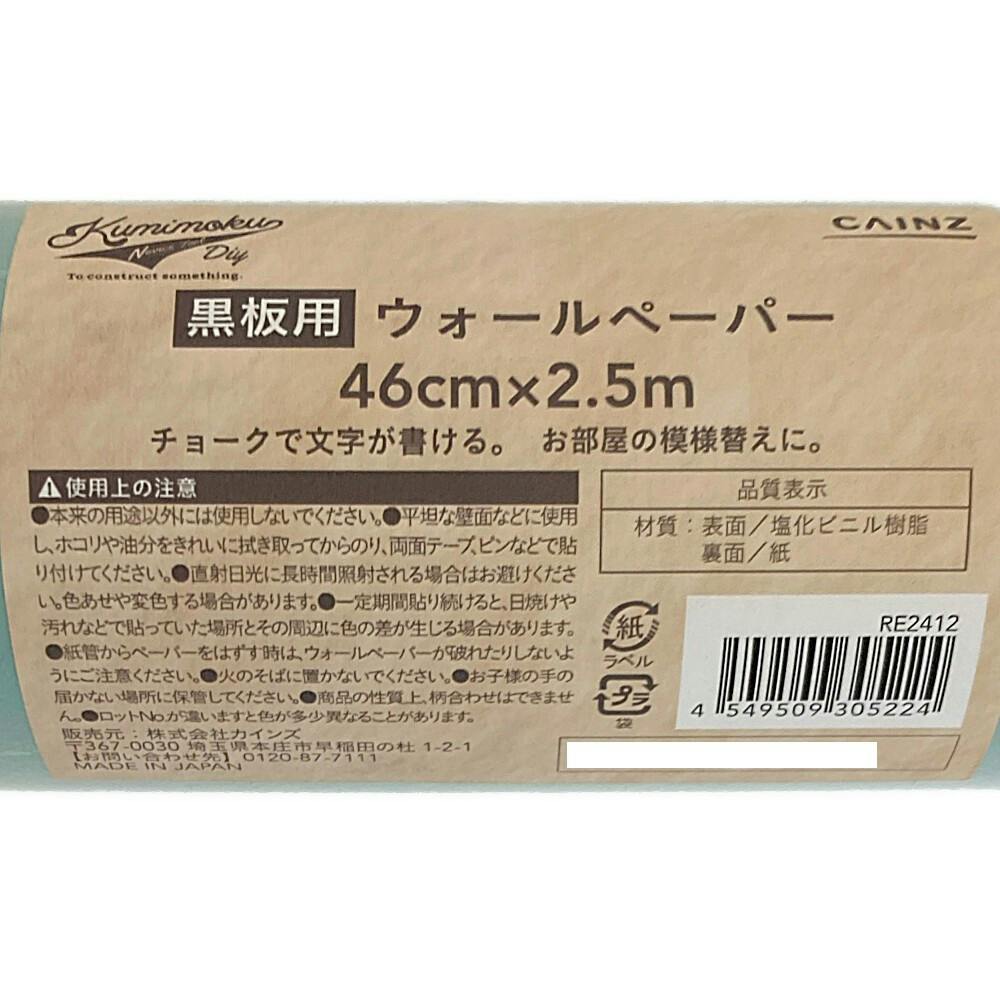 Kumimoku
Diy
To construct something.
CAINZ
黒板用 ウォールペーパー
46cm×2.5m
チョークで文字が書ける。 お部屋の模様替えに。
⚠使用上の注意
●本来の用途以外には使用しないでください。●平坦な壁面などに使用
し、ホコリや油分をきれいに拭き取ってからのり、両面テープ、ピンなどで貼
り付けてください。●直射日光に長時間照射される場合はお避けくださ
い。色あせや変色する場合があります。●一定期間貼り続けると、日焼けや
汚れなどで貼っていた場所とその周辺に色の差が生じる場合があります。
●紙管からペーパーをはずす時は、ウォールペーパーが破れたりしないよ
うにご注意ください。●火のそばに置かないでください。●お子様の手の
届かない場所に保管してください。●商品の性質上、柄合わせはできませ
ん。●ロットNo.が違いますと色が多少異なることがあります。
販売元：株式会社カインズ
〒367-0030 埼玉県本庄市早稲田の杜 1-2-1
【お問い合わせ先】0120-87-7111
MADE IN JAPAN
品質表示
材質：表面／塩化ビニル樹脂
裏面／紙
紙
ラベル
プラ
袋
RE2412
4 549509 305224